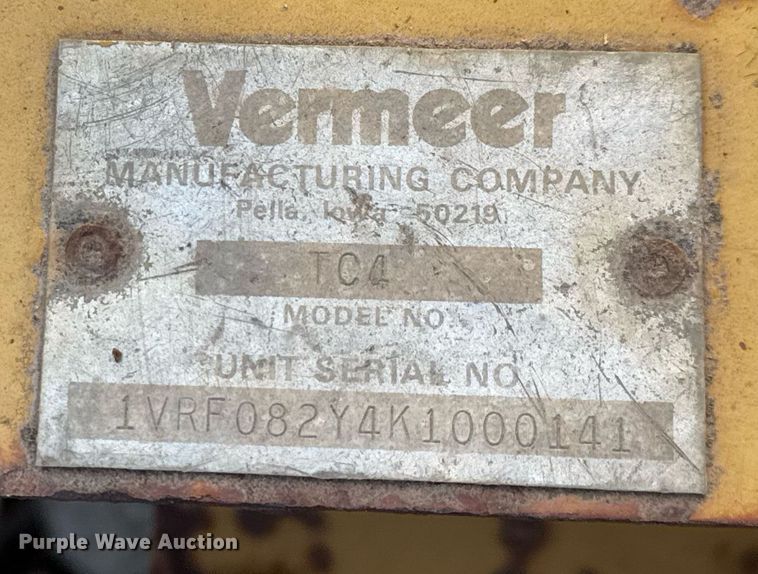 Vermeer
MANUFACTURING COMPANY
Pella, Iowa 50219
TC4
MODEL NO.
UNIT SERIAL NO
1VRF082Y4K1000141
Purple Wave Auction